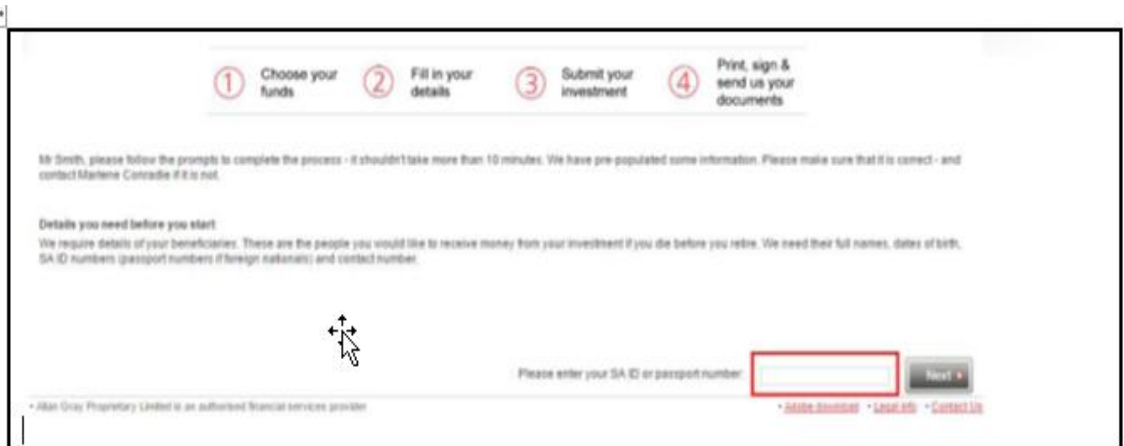 1 Choose your funds
2 Fill in your details
3 Submit your investment
4 Print, sign & send us your documents
Mr Smith, please follow the prompts to complete the process - it shouldn't take more than 10 minutes. We have pre-populated some information. Please make sure that it is correct - and
contact Marlene Conradie if it is not.
Details you need before you start
We require details of your beneficiaries. These are the people you would like to receive money from your investment if you die before you retire. We need their full names, dates of birth,
SA ID numbers (passport numbers if foreign nationals) and contact number.
Please enter your SA ID or passport number: Next
• Allan Gray Proprietary Limited is an authorised financial services provider • Adobe download • Legal info • Contact Us